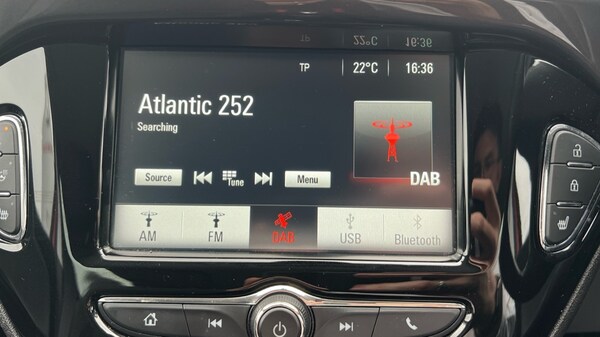 TP 22°C 16:36
TP 22°C 16:36
Atlantic 252
Searching
DAB
Source Tune Menu
AM FM DAB USB Bluetooth